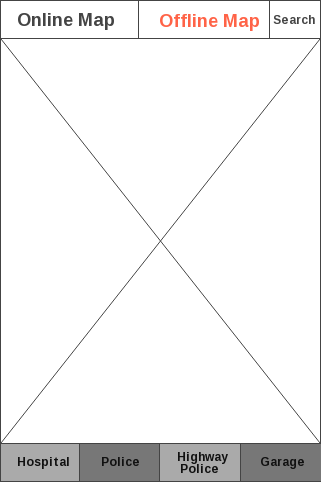 Online Map
Offline Map
Search
Hospital
Police
Highway
Police
Garage